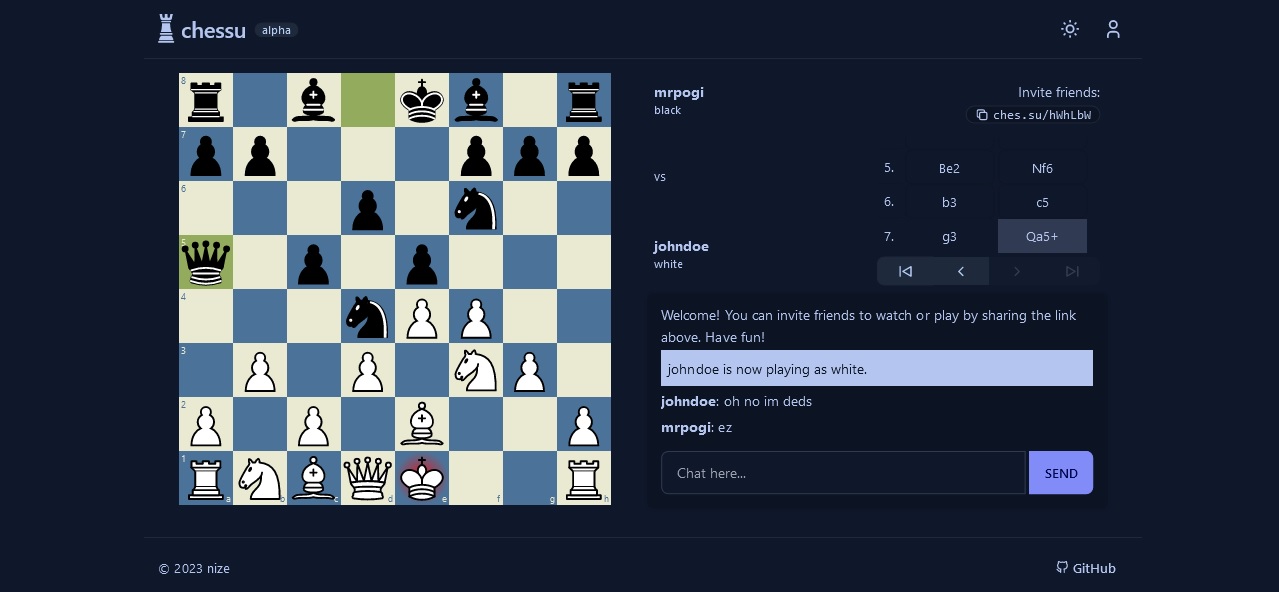 chessu alpha
8
7
6
5
4
3
2
1
a b c d e f g h
mrpogi
black
vs
johndoe
white
Invite friends:
ches.su/hWhLbW
5. Be2 Nf6
6. b3 c5
7. g3 Qa5+
Welcome! You can invite friends to watch or play by sharing the link
above. Have fun!
johndoe is now playing as white.
johndoe: oh no im deds
mrpogi: ez
Chat here... SEND
© 2023 nize
GitHub